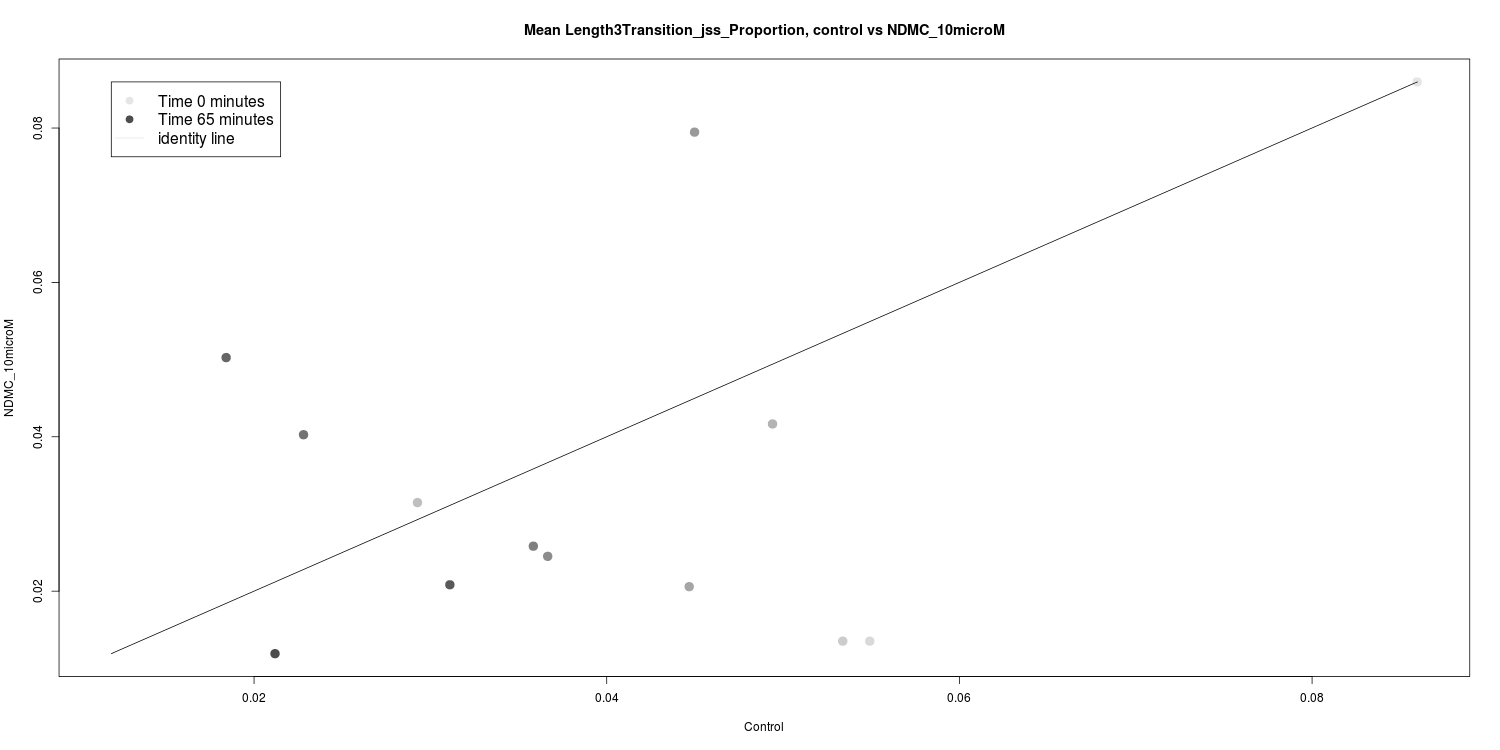 Mean Length3Transition_jss_Proportion, control vs NDMC_10microM
Time 0 minutes
Time 65 minutes
identity line
NDMC_10microM
0.08
0.06
0.04
0.02
0.02 0.04 0.06 0.08
Control